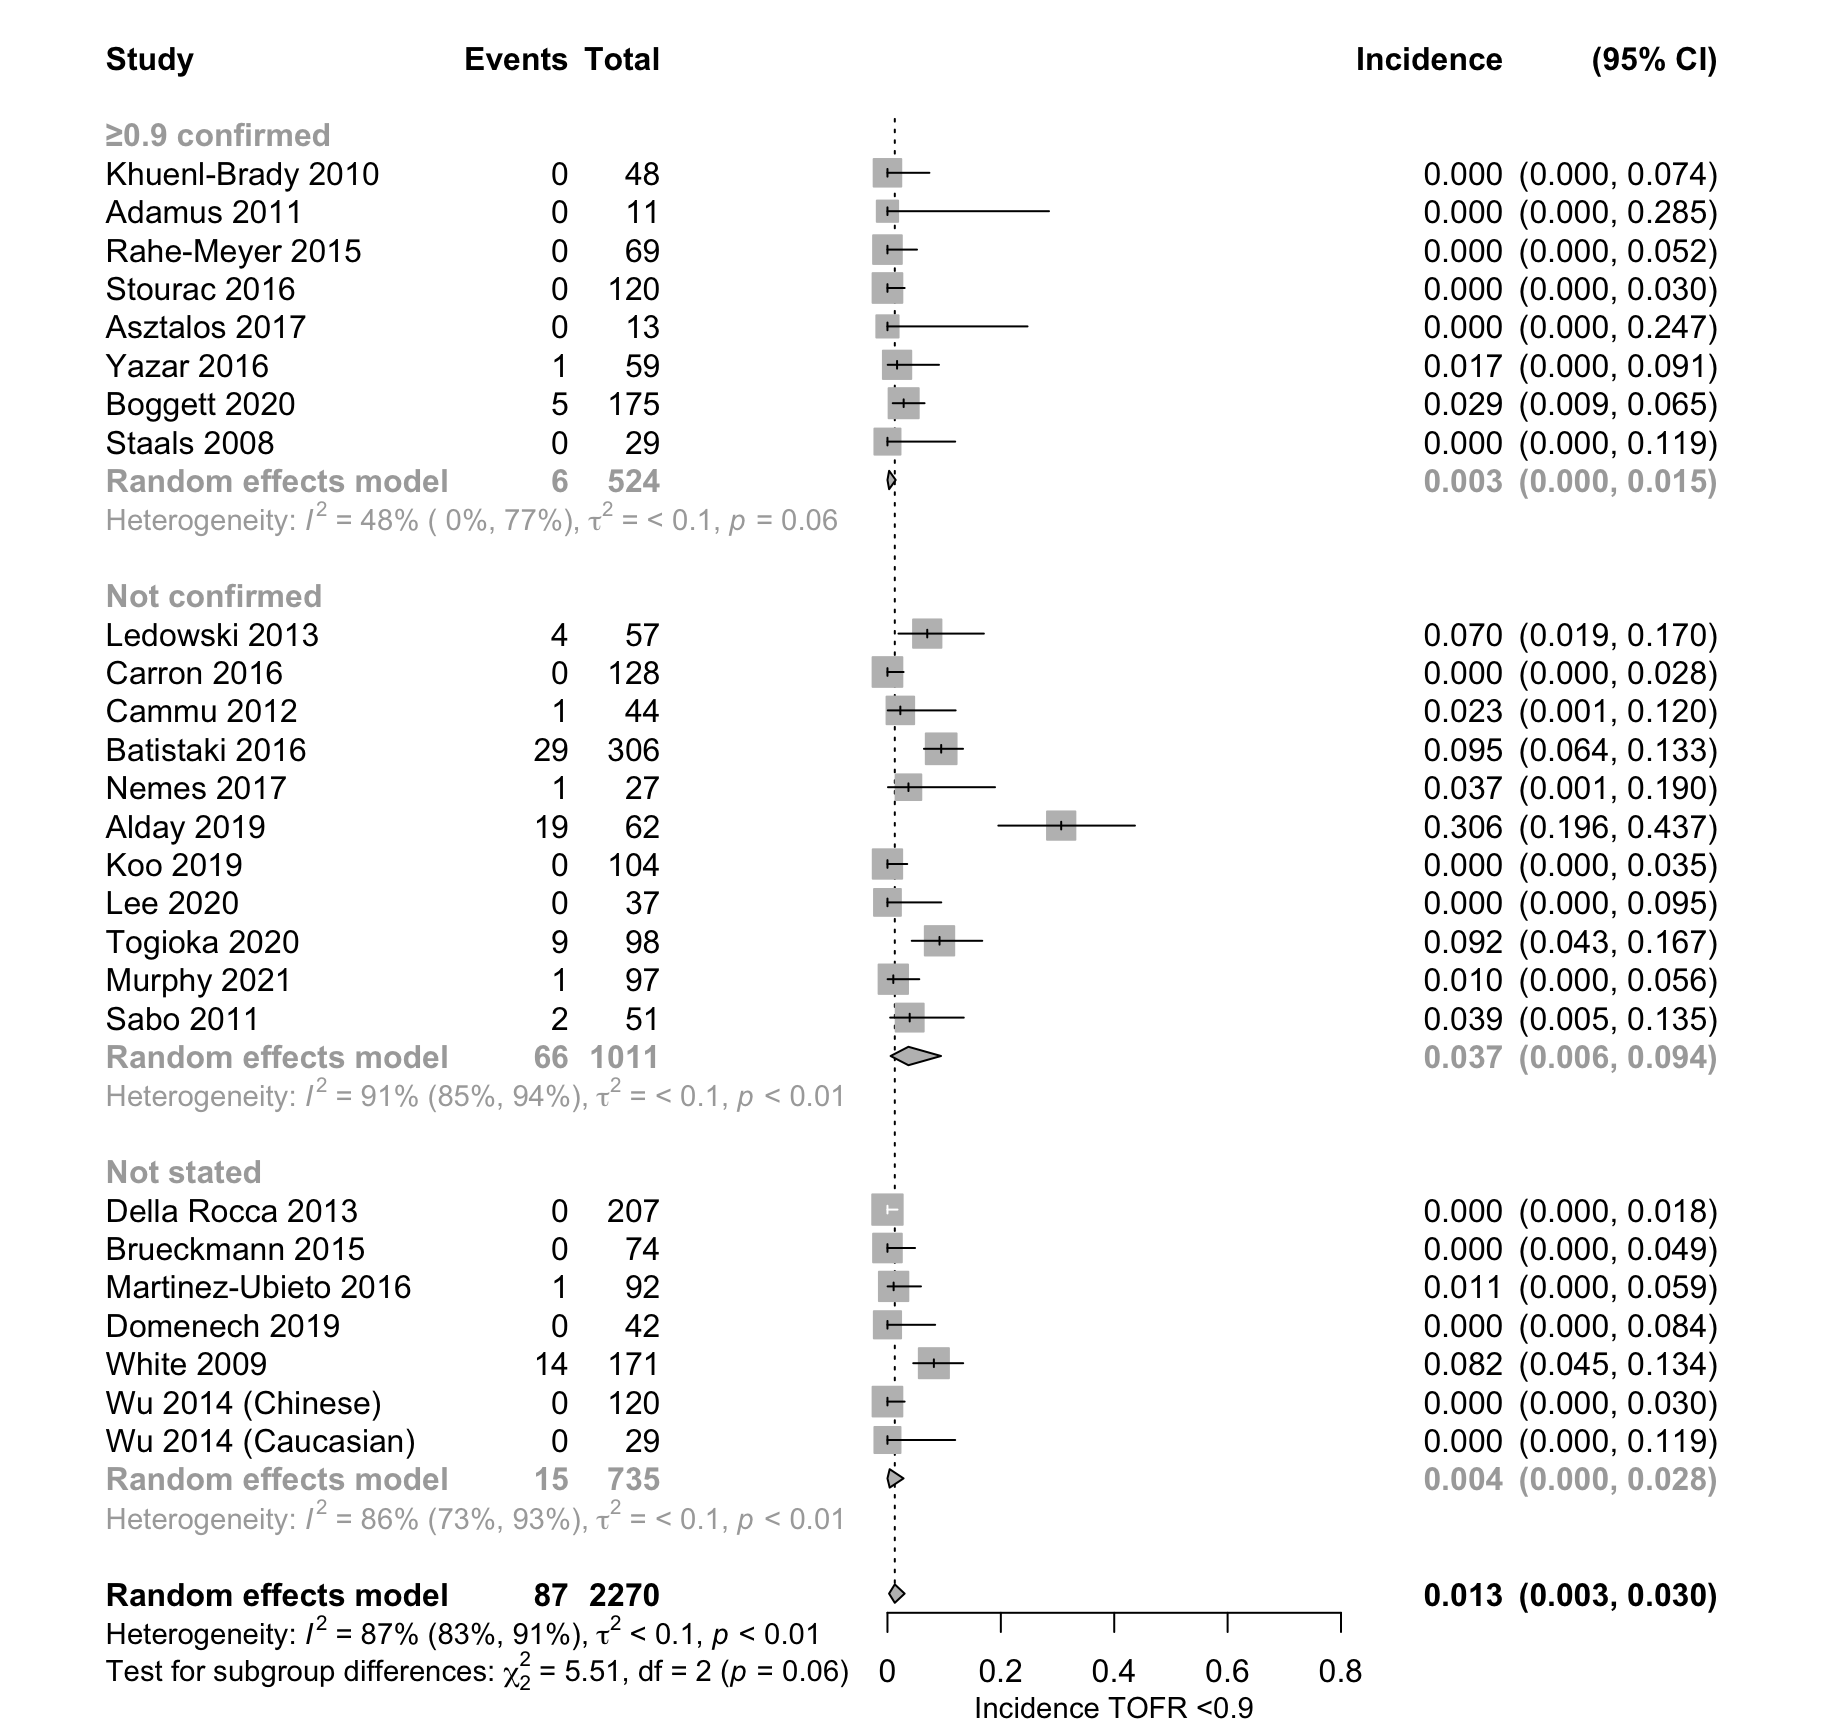 Study Events Total Incidence (95% CI)
≥0.9 confirmed
Khuenl-Brady 2010 0 48 0.000 (0.000, 0.074)
Adamus 2011 0 11 0.000 (0.000, 0.285)
Rahe-Meyer 2015 0 69 0.000 (0.000, 0.052)
Stourac 2016 0 120 0.000 (0.000, 0.030)
Asztalos 2017 0 13 0.000 (0.000, 0.247)
Yazar 2016 1 59 0.017 (0.000, 0.091)
Boggett 2020 5 175 0.029 (0.009, 0.065)
Staals 2008 0 29 0.000 (0.000, 0.119)
Random effects model 6 524 0.003 (0.000, 0.015)
Heterogeneity: I² = 48% ( 0%, 77%), τ² = < 0.1, p = 0.06
Not confirmed
Ledowski 2013 4 57 0.070 (0.019, 0.170)
Carron 2016 0 128 0.000 (0.000, 0.028)
Cammu 2012 1 44 0.023 (0.001, 0.120)
Batistaki 2016 29 306 0.095 (0.064, 0.133)
Nemes 2017 1 27 0.037 (0.001, 0.190)
Alday 2019 19 62 0.306 (0.196, 0.437)
Koo 2019 0 104 0.000 (0.000, 0.035)
Lee 2020 0 37 0.000 (0.000, 0.095)
Togioka 2020 9 98 0.092 (0.043, 0.167)
Murphy 2021 1 97 0.010 (0.000, 0.056)
Sabo 2011 2 51 0.039 (0.005, 0.135)
Random effects model 66 1011 0.037 (0.006, 0.094)
Heterogeneity: I² = 91% (85%, 94%), τ² = < 0.1, p < 0.01
Not stated
Della Rocca 2013 0 207 0.000 (0.000, 0.018)
Brueckmann 2015 0 74 0.000 (0.000, 0.049)
Martinez-Ubieto 2016 1 92 0.011 (0.000, 0.059)
Domenech 2019 0 42 0.000 (0.000, 0.084)
White 2009 14 171 0.082 (0.045, 0.134)
Wu 2014 (Chinese) 0 120 0.000 (0.000, 0.030)
Wu 2014 (Caucasian) 0 29 0.000 (0.000, 0.119)
Random effects model 15 735 0.004 (0.000, 0.028)
Heterogeneity: I² = 86% (73%, 93%), τ² = < 0.1, p < 0.01
Random effects model 87 2270 0.013 (0.003, 0.030)
Heterogeneity: I² = 87% (83%, 91%), τ² < 0.1, p < 0.01
Test for subgroup differences: χ²₂ = 5.51, df = 2 (p = 0.06)
0 0.2 0.4 0.6 0.8
Incidence TOFR <0.9